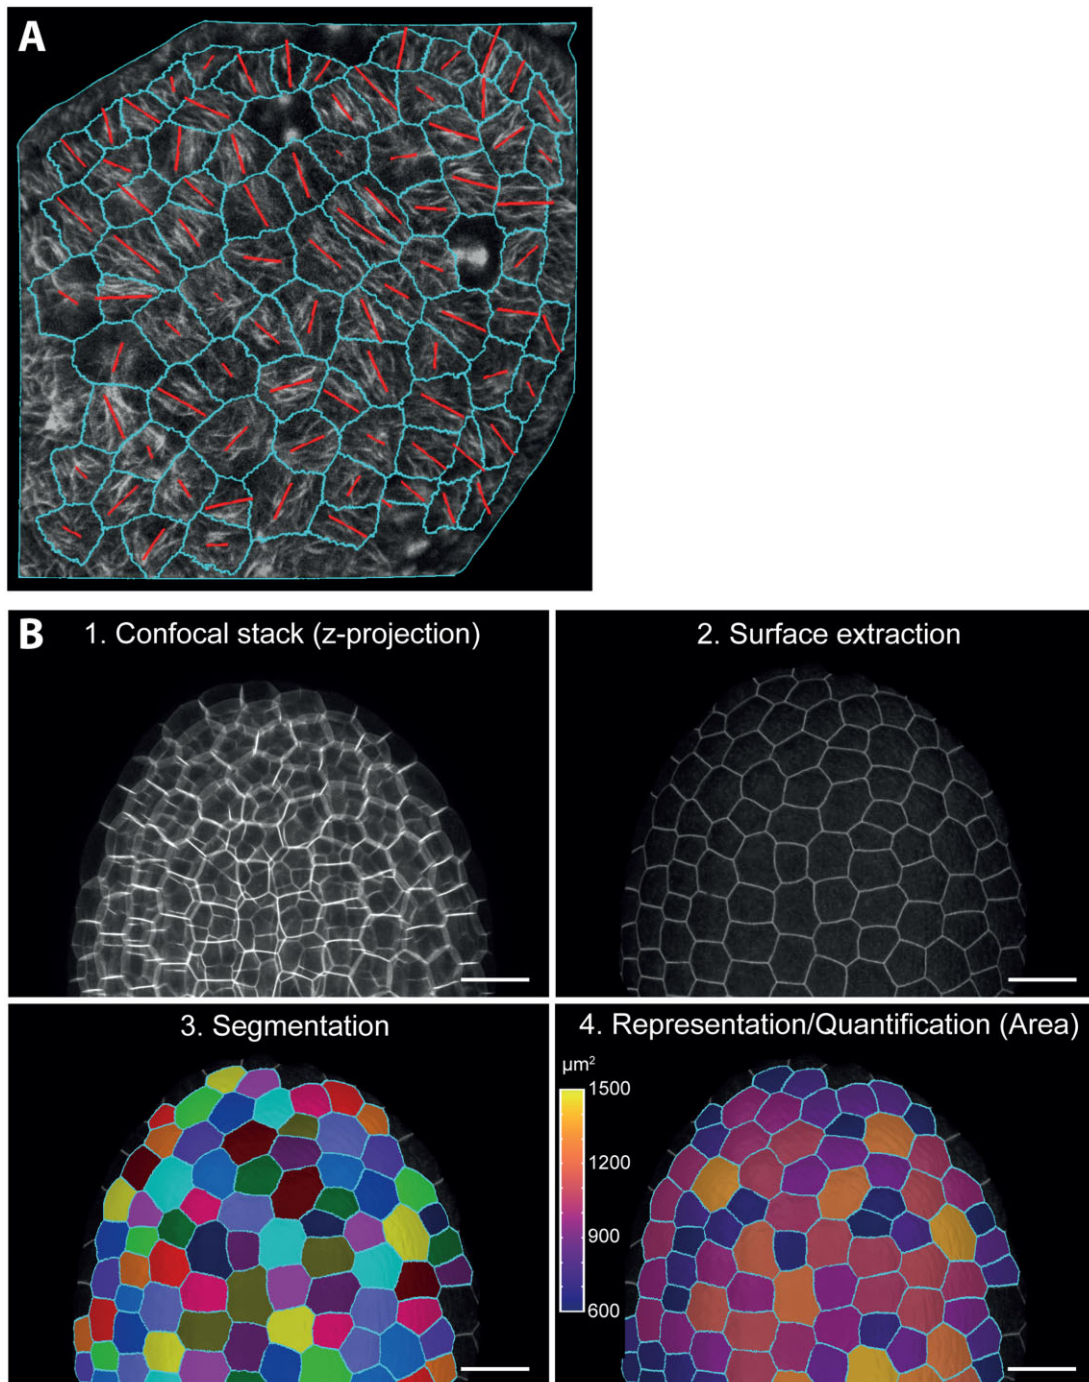 A
B
1. Confocal stack (z-projection)
2. Surface extraction
3. Segmentation
4. Representation/Quantification (Area)
µm²
1500
1200
900
600